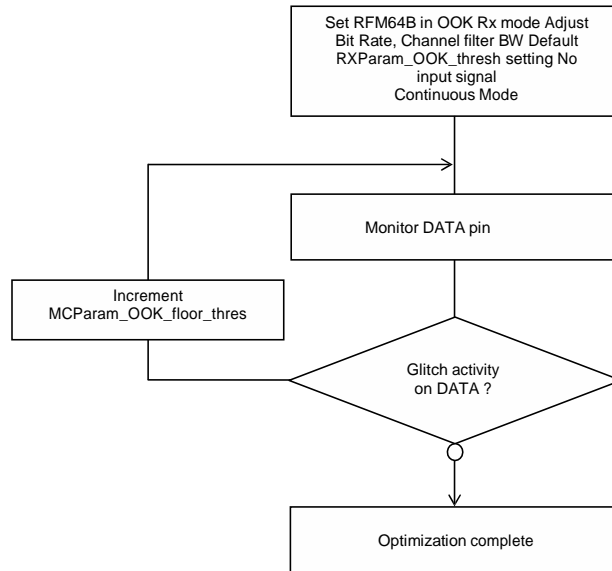 Set RFM64B in OOK Rx mode Adjust
Bit Rate, Channel filter BW Default
RXParam_OOK_thresh setting No
input signal
Continuous Mode
Monitor DATA pin
Increment
MCParam_OOK_floor_thres
Glitch activity
on DATA ?
Optimization complete